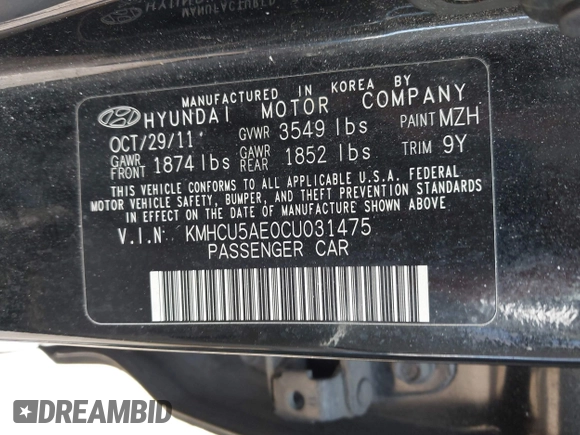 MANUFACTURED IN KOREA BY
HYUNDAI MOTOR COMPANY
OCT/29/11 GVWR 3549 lbs PAINT MZH
GAWR FRONT 1874 lbs GAWR REAR 1852 lbs TRIM 9Y
THIS VEHICLE CONFORMS TO ALL APPLICABLE U.S.A. FEDERAL
MOTOR VEHICLE SAFETY, BUMPER, AND THEFT PREVENTION STANDARDS
IN EFFECT ON THE DATE OF MANUFACTURE SHOWN ABOVE.
V.I.N. KMHCU5AE0CU031475
PASSENGER CAR
DREAMBID